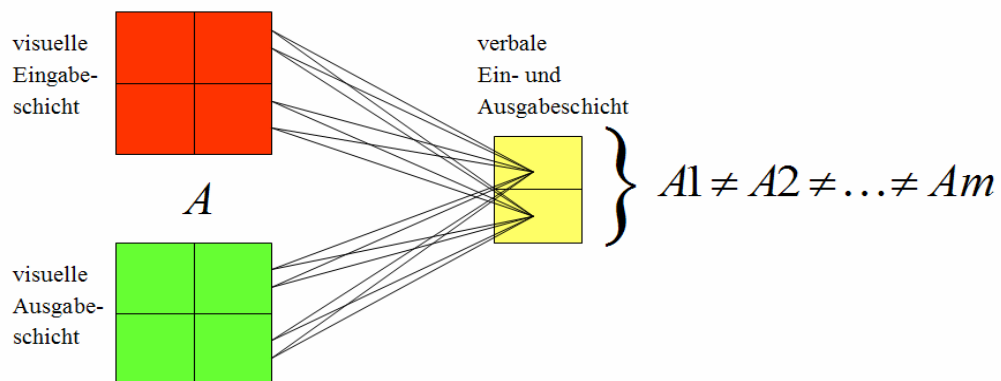 visuelle
Eingabe-
schicht
verbale
Ein- und
Ausgabeschicht
A
A1 ≠ A2 ≠ … ≠ Am
visuelle
Ausgabe-
schicht